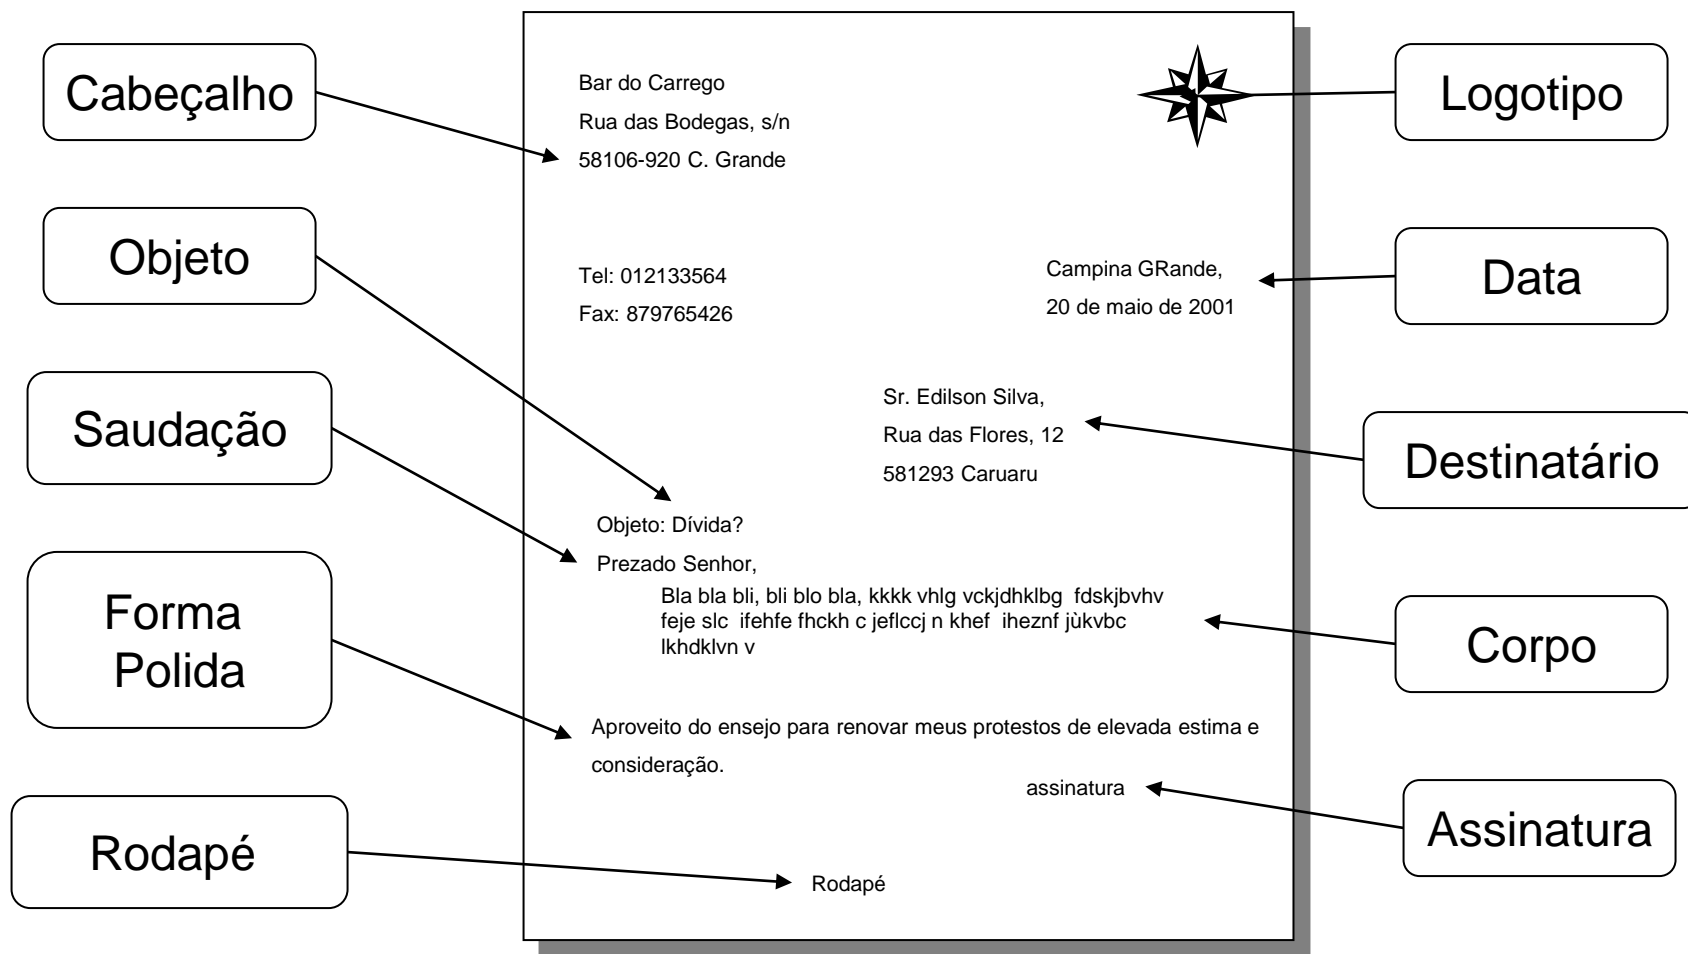 Cabeçalho
Objeto
Saudação
Forma
Polida
Rodapé
Bar do Carrego
Rua das Bodegas, s/n
58106-920 C. Grande
Tel: 012133564
Fax: 879765426
Campina GRande,
20 de maio de 2001
Sr. Edilson Silva,
Rua das Flores, 12
581293 Caruaru
Objeto: Dívida?
Prezado Senhor,
Bla bla bli, bli blo bla, kkkk vhlg vckjdhklbg fdskjbvhv
feje slc ifehfe fhckh c jeflccj n khef iheznf jùkvbc
lkhdklvn v
Aproveito do ensejo para renovar meus protestos de elevada estima e
consideração.
assinatura
Rodapé
Logotipo
Data
Destinatário
Corpo
Assinatura